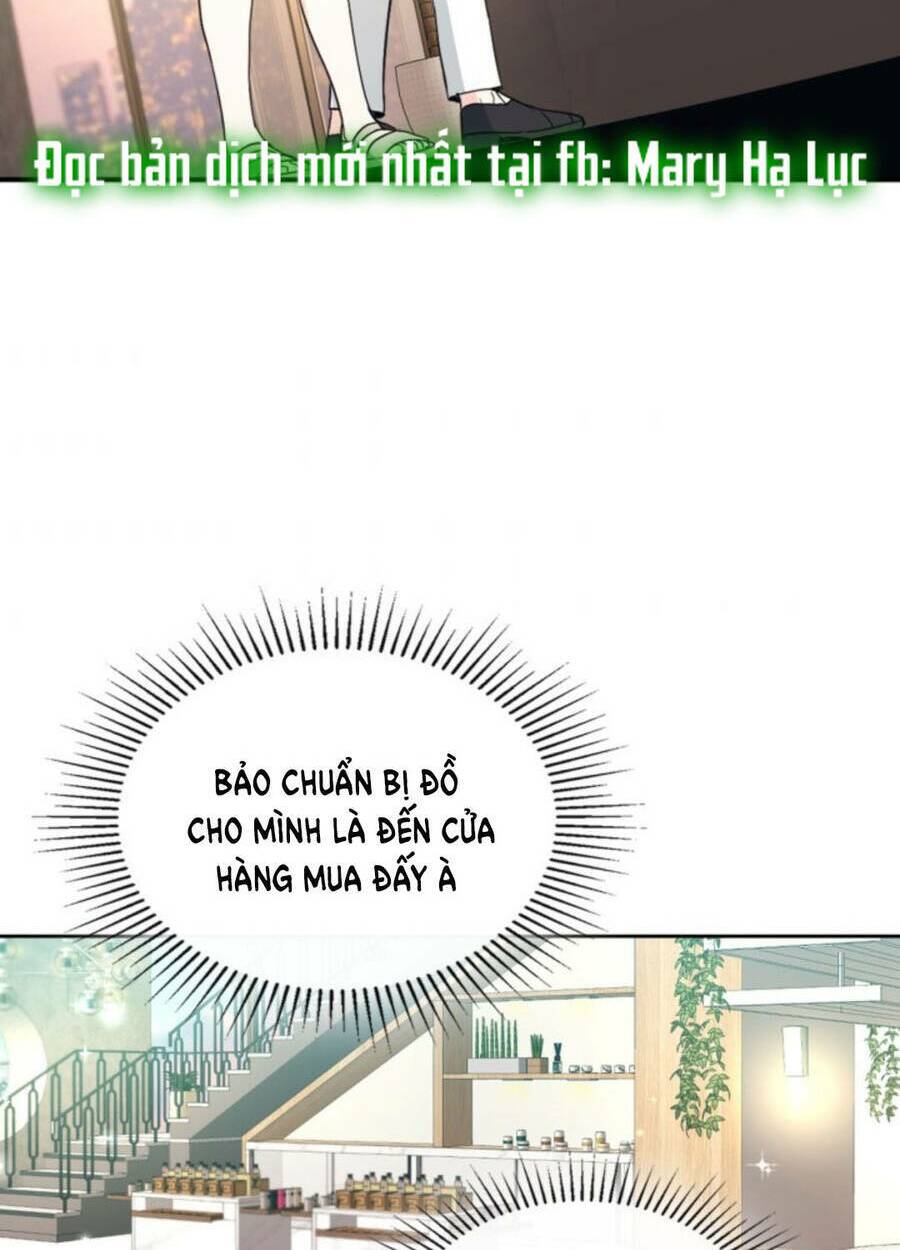 Đọc bản dịch mới nhất tại fb: Mary Hạ Lục
BẢO CHUẨN BỊ ĐỒ
CHO MÌNH LÀ ĐẾN CỬA
HÀNG MUA ĐẤY À